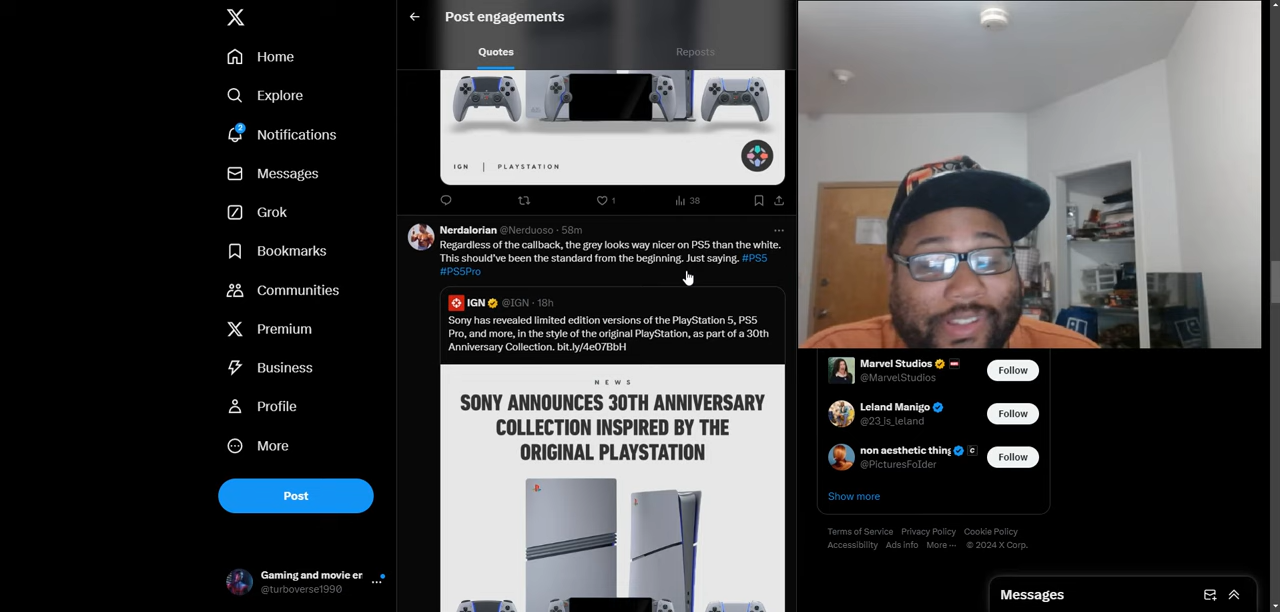 Home
Explore
2
Notifications
Messages
Grok
Bookmarks
Communities
Premium
Business
Profile
More
Post
Gaming and movie er
@turboverse1990
Post engagements
Quotes
Reposts
IGN | PLAYSTATION
1
38
Nerdalorian @Nerduoso · 58m
Regardless of the callback, the grey looks way nicer on PS5 than the white.
This should've been the standard from the beginning. Just saying. #PS5
#PS5Pro
IGN @IGN · 18h
Sony has revealed limited edition versions of the PlayStation 5, PS5
Pro, and more, in the style of the original PlayStation, as part of a 30th
Anniversary Collection. bit.ly/4e07BbH
NEWS
SONY ANNOUNCES 30TH ANNIVERSARY
COLLECTION INSPIRED BY THE
ORIGINAL PLAYSTATION
Marvel Studios
@MarvelStudios
Follow
Leland Manigo
@23_is_leland
Follow
non aesthetic thing
@PicturesFoIder
Follow
Show more
Terms of Service Privacy Policy Cookie Policy
Accessibility Ads info More ··· © 2024 X Corp.
Messages